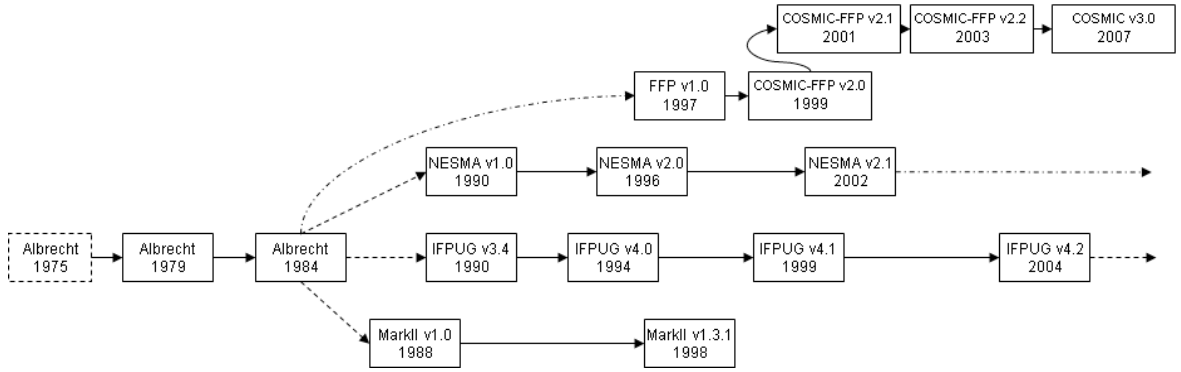 COSMIC-FFP v2.1
2001
COSMIC-FFP v2.2
2003
COSMIC v3.0
2007
FFP v1.0
1997
COSMIC-FFP v2.0
1999
NESMA v1.0
1990
NESMA v2.0
1996
NESMA v2.1
2002
Albrecht
1975
Albrecht
1979
Albrecht
1984
IFPUG v3.4
1990
IFPUG v4.0
1994
IFPUG v4.1
1999
IFPUG v4.2
2004
MarkII v1.0
1988
MarkII v1.3.1
1998